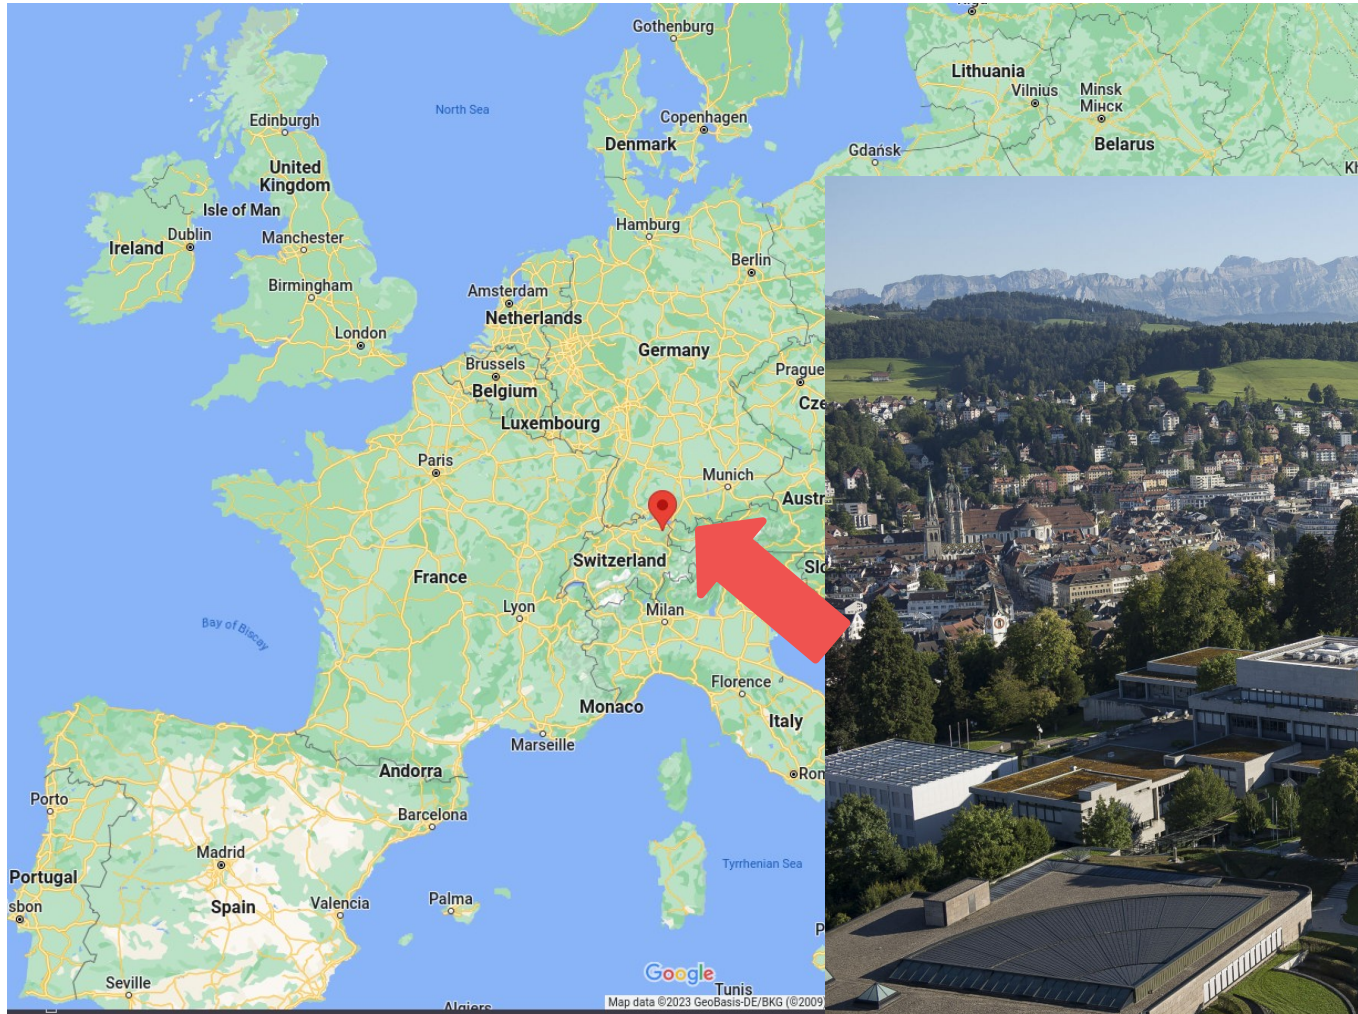 Gothenburg
Lithuania
Vilnius
Minsk
Мінск
North Sea
Edinburgh
Copenhagen
Denmark
Belarus
Gdańsk
United
Kingdom
Isle of Man
Dublin
Ireland
Manchester
Hamburg
Berlin
Birmingham
Amsterdam
Netherlands
London
Germany
Brussels
Prague
Belgium
Luxembourg
Paris
Munich
Switzerland
France
Lyon
Milan
Bay of Biscay
Florence
Monaco
Italy
Marseille
Andorra
Porto
Barcelona
Madrid
Tyrrhenian Sea
Portugal
Spain
Valencia
Palma
Seville
Google
Tunis
Map data ©2023 GeoBasis-DE/BKG (©2009